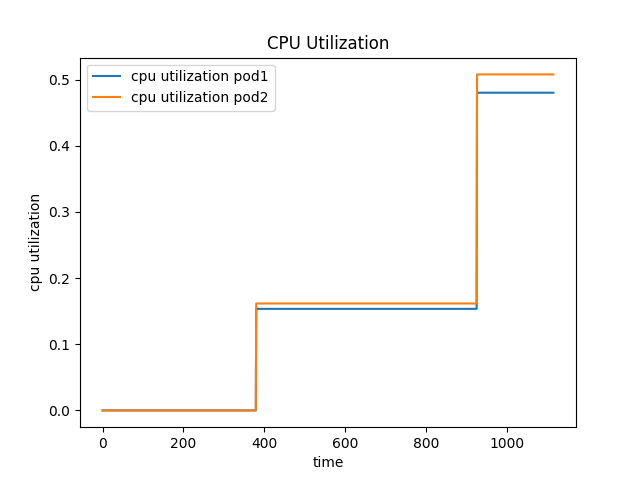 CPU Utilization
cpu utilization pod1
cpu utilization pod2
cpu utilization
0.5
0.4
0.3
0.2
0.1
0.0
0 200 400 600 800 1000
time